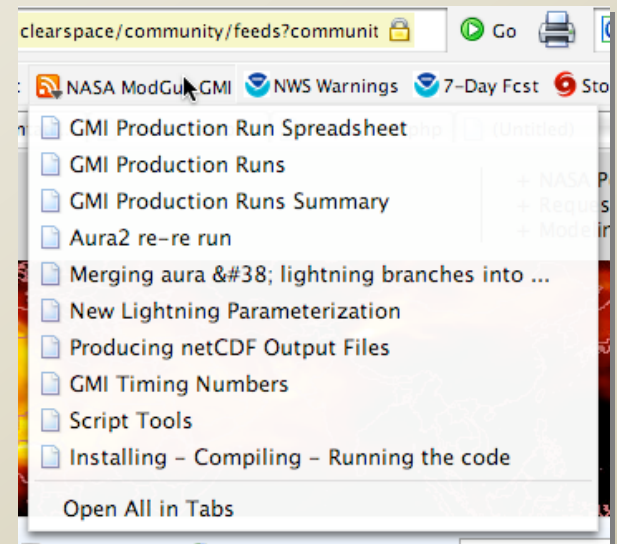 clearspace/community/feeds?communit Go
NASA ModGu GMI NWS Warnings 7-Day Fcst Sto
GMI Production Run Spreadsheet
GMI Production Runs
GMI Production Runs Summary
Aura2 re-re run
Merging aura &#38; lightning branches into ...
New Lightning Parameterization
Producing netCDF Output Files
GMI Timing Numbers
Script Tools
Installing - Compiling - Running the code
Open All in Tabs